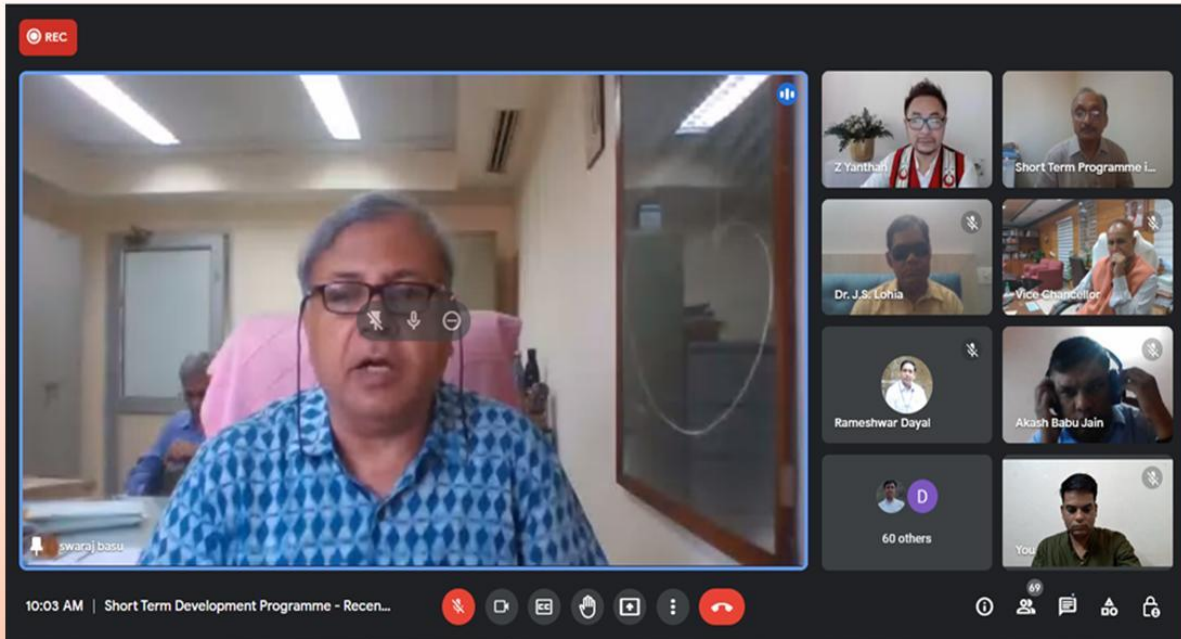 REC
swaraj basu
Z Yanthan
Short Term Programme i...
Dr. J.S. Lohia
Vice Chancellor
Rameshwar Dayal
Akash Babu Jain
D
60 others
You
10:03 AM | Short Term Development Programme - Recen...
CC
69